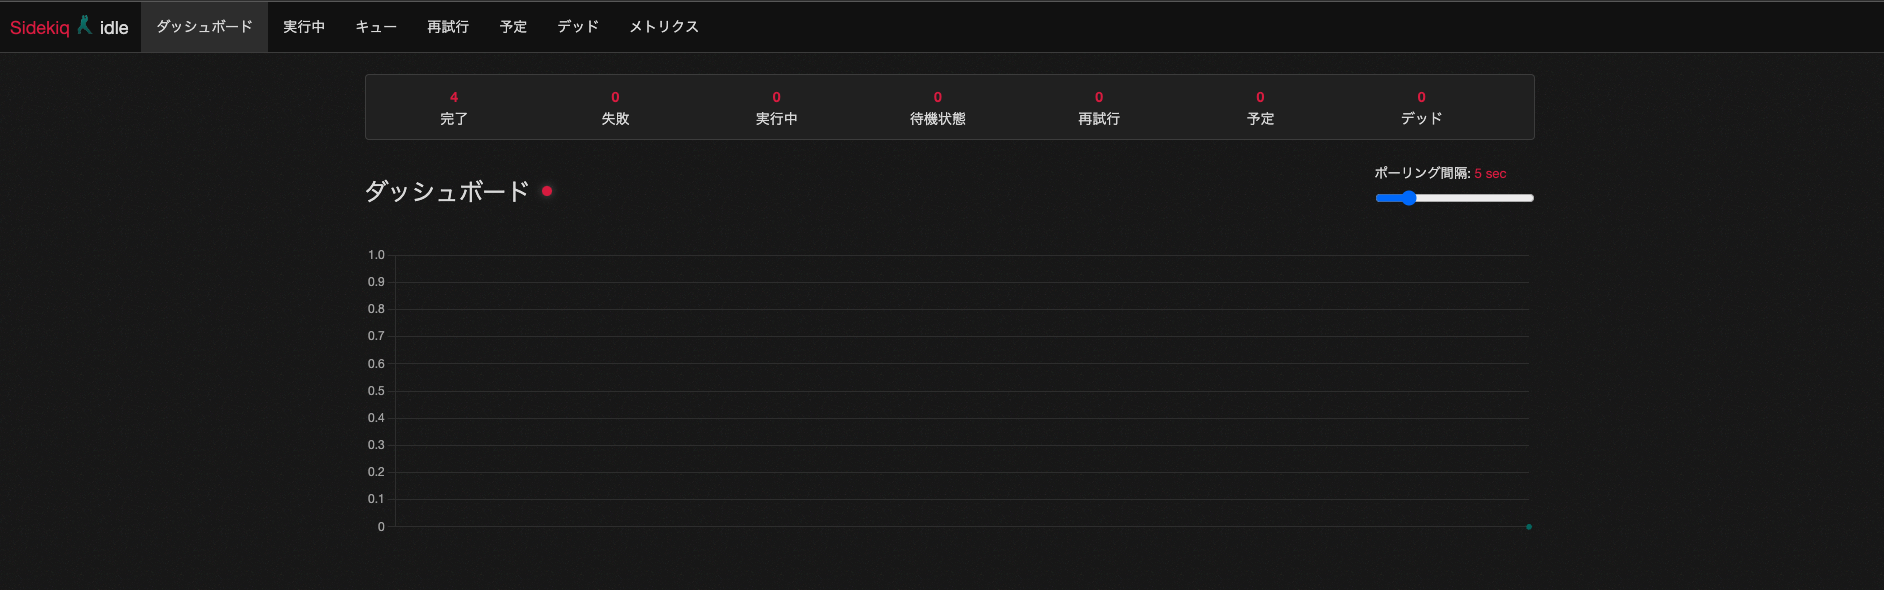 Sidekiq idle ダッシュボード 実行中 キュー 再試行 予定 デッド メトリクス
4 0 0 0 0 0 0
完了 失敗 実行中 待機状態 再試行 予定 デッド
ポーリング間隔: 5 sec
ダッシュボード
1.0
0.9
0.8
0.7
0.6
0.5
0.4
0.3
0.2
0.1
0